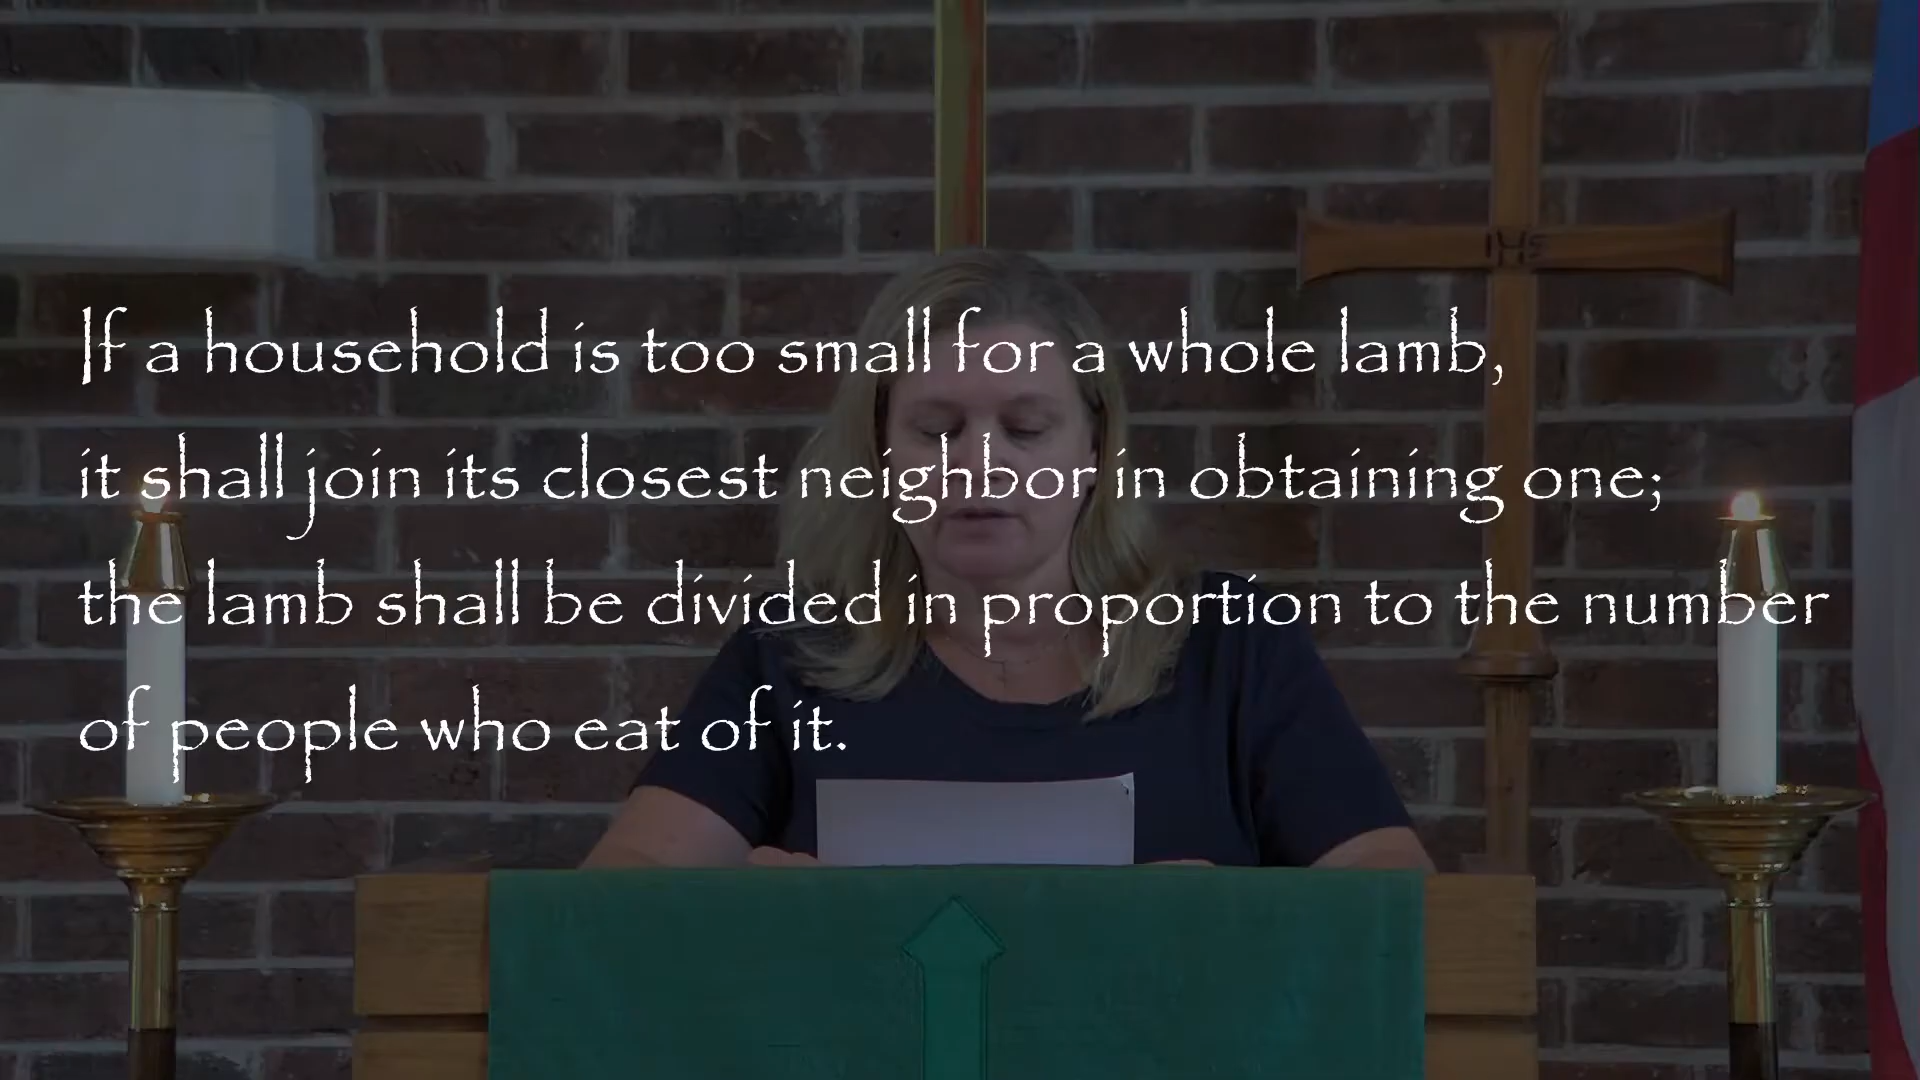 IHS
If a household is too small for a whole lamb,
it shall join its closest neighbor in obtaining one;
the lamb shall be divided in proportion to the number
of people who eat of it.